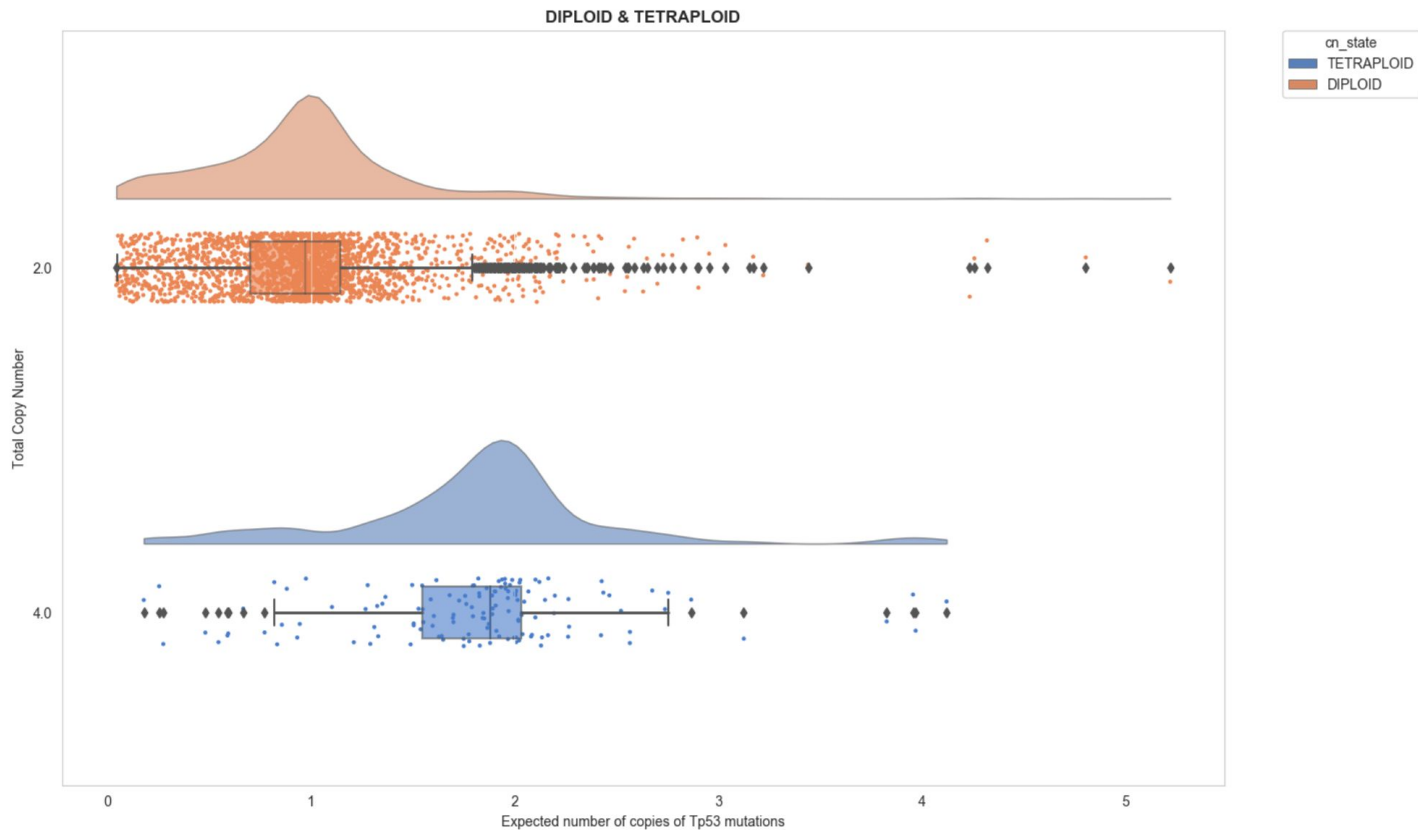 DIPLOID & TETRAPLOID
cn_state
TETRAPLOID
DIPLOID
Total Copy Number
2.0
4.0
0 1 2 3 4 5
Expected number of copies of Tp53 mutations